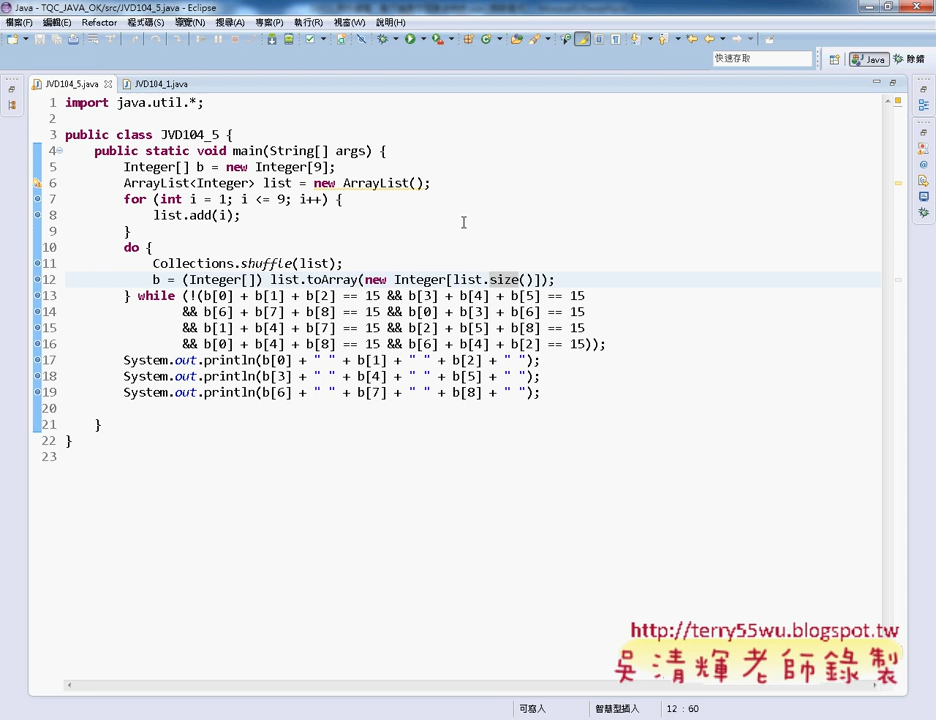 Java - TQC_JAVA_OK/src/JVD104_5.java - Eclipse
檔案(F) 編輯(E) Refactor 程式碼(S) 導覽(N) 搜尋(A) 專案(P) 執行(R) 視窗(W) 說明(H)
快速存取 Java 除錯
JVD104_5.java JVD104_1.java
1 import java.util.*;
2
3 public class JVD104_5 {
4 public static void main(String[] args) {
5 Integer[] b = new Integer[9];
6 ArrayList<Integer> list = new ArrayList();
7 for (int i = 1; i <= 9; i++) {
8 list.add(i);
9 }
10 do {
11 Collections.shuffle(list);
12 b = (Integer[]) list.toArray(new Integer[list.size()]);
13 } while (!(b[0] + b[1] + b[2] == 15 && b[3] + b[4] + b[5] == 15
14 && b[6] + b[7] + b[8] == 15 && b[0] + b[3] + b[6] == 15
15 && b[1] + b[4] + b[7] == 15 && b[2] + b[5] + b[8] == 15
16 && b[0] + b[4] + b[8] == 15 && b[6] + b[4] + b[2] == 15));
17 System.out.println(b[0] + " " + b[1] + " " + b[2] + " ");
18 System.out.println(b[3] + " " + b[4] + " " + b[5] + " ");
19 System.out.println(b[6] + " " + b[7] + " " + b[8] + " ");
20
21 }
22 }
23
http://terry55wu.blogspot.tw
吳清輝老師錄製
可寫入 智慧型插入 12 : 60